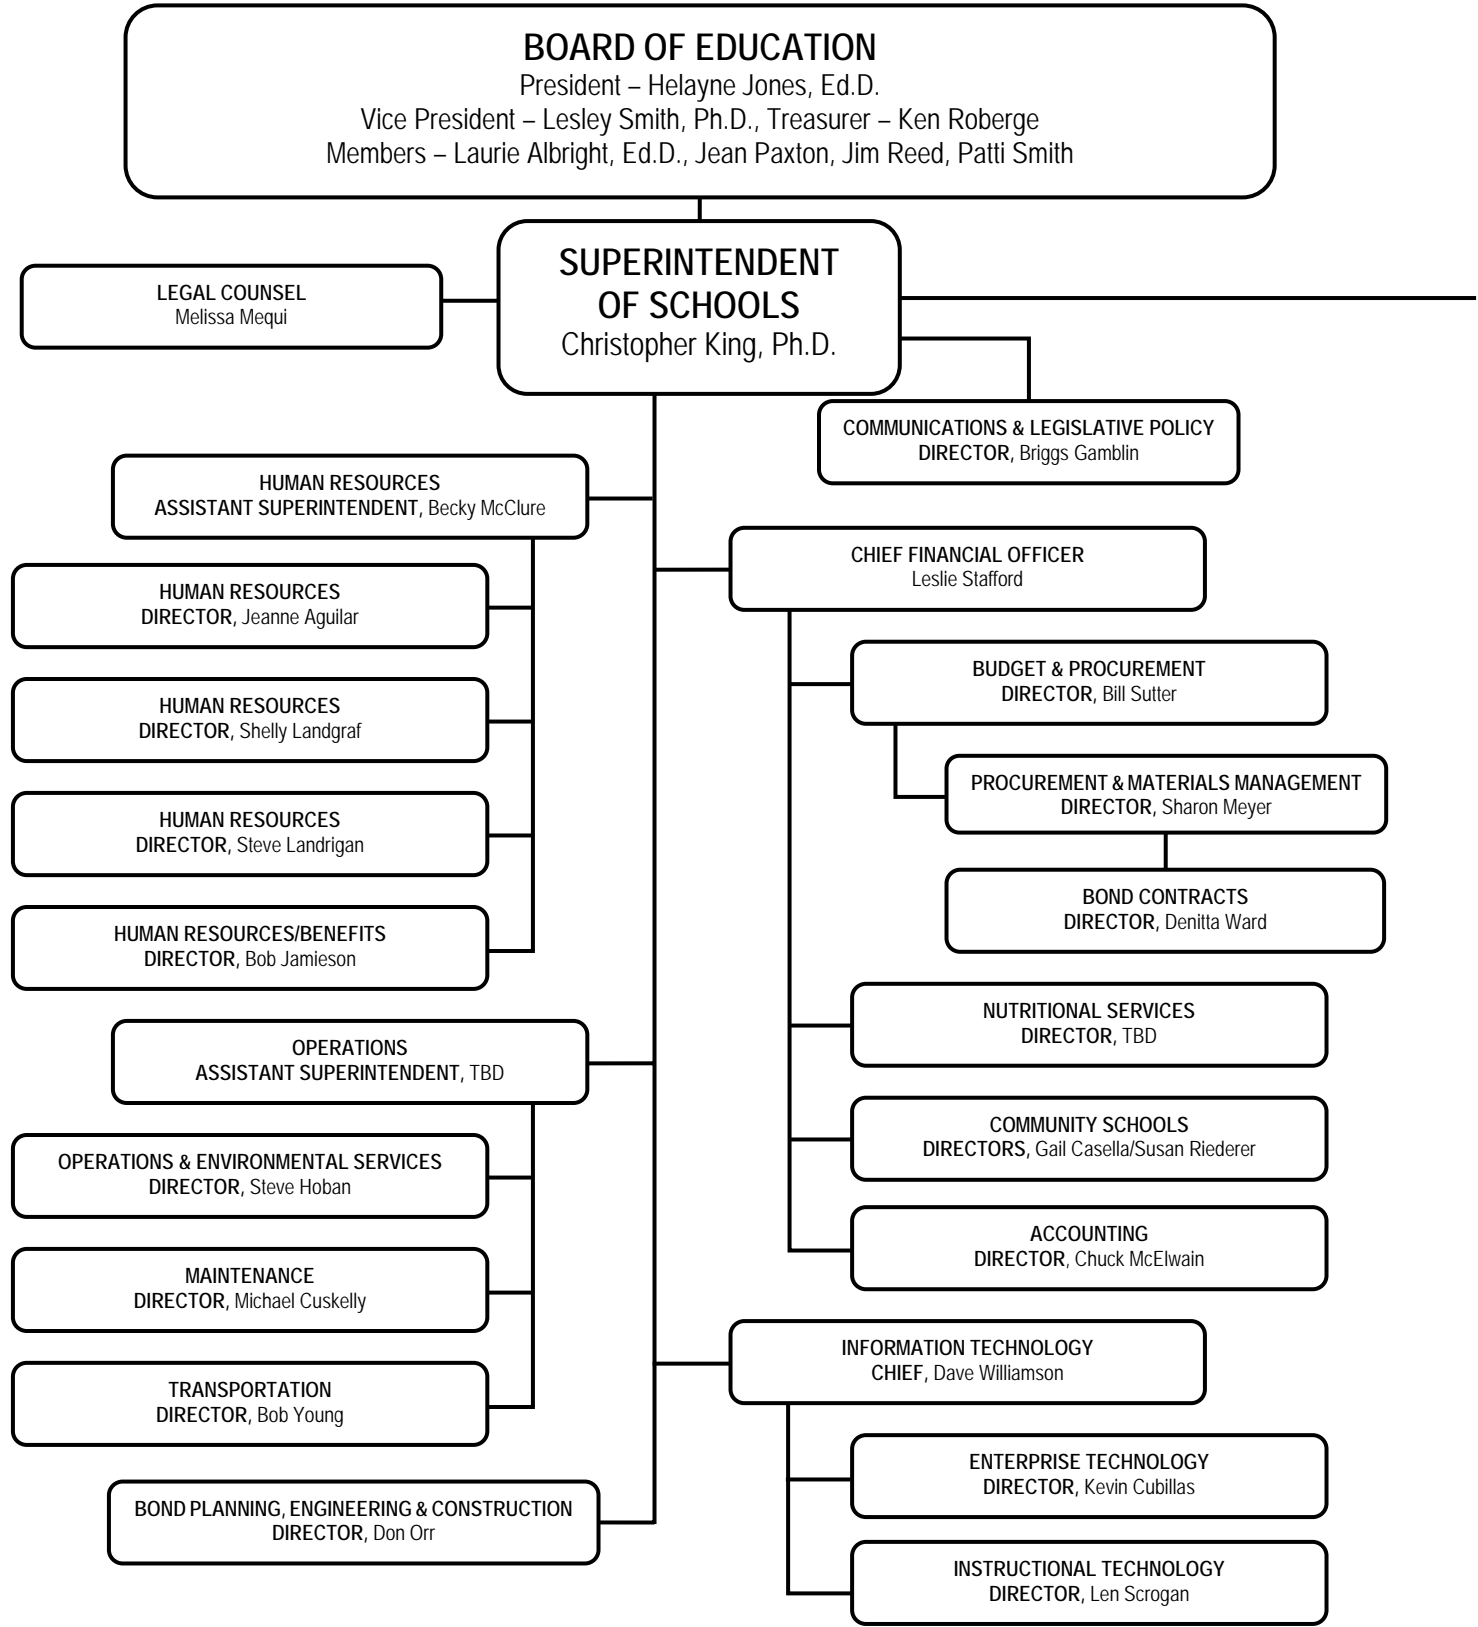 BOARD OF EDUCATION
President – Helayne Jones, Ed.D.
Vice President – Lesley Smith, Ph.D., Treasurer – Ken Roberge
Members – Laurie Albright, Ed.D., Jean Paxton, Jim Reed, Patti Smith
SUPERINTENDENT
OF SCHOOLS
Christopher King, Ph.D.
LEGAL COUNSEL
Melissa Mequi
COMMUNICATIONS & LEGISLATIVE POLICY
DIRECTOR, Briggs Gamblin
HUMAN RESOURCES
ASSISTANT SUPERINTENDENT, Becky McClure
HUMAN RESOURCES
DIRECTOR, Jeanne Aguilar
HUMAN RESOURCES
DIRECTOR, Shelly Landgraf
HUMAN RESOURCES
DIRECTOR, Steve Landrigan
HUMAN RESOURCES/BENEFITS
DIRECTOR, Bob Jamieson
OPERATIONS
ASSISTANT SUPERINTENDENT, TBD
OPERATIONS & ENVIRONMENTAL SERVICES
DIRECTOR, Steve Hoban
MAINTENANCE
DIRECTOR, Michael Cuskelly
TRANSPORTATION
DIRECTOR, Bob Young
BOND PLANNING, ENGINEERING & CONSTRUCTION
DIRECTOR, Don Orr
CHIEF FINANCIAL OFFICER
Leslie Stafford
BUDGET & PROCUREMENT
DIRECTOR, Bill Sutter
PROCUREMENT & MATERIALS MANAGEMENT
DIRECTOR, Sharon Meyer
BOND CONTRACTS
DIRECTOR, Denitta Ward
NUTRITIONAL SERVICES
DIRECTOR, TBD
COMMUNITY SCHOOLS
DIRECTORS, Gail Casella/Susan Riederer
ACCOUNTING
DIRECTOR, Chuck McElwain
INFORMATION TECHNOLOGY
CHIEF, Dave Williamson
ENTERPRISE TECHNOLOGY
DIRECTOR, Kevin Cubillas
INSTRUCTIONAL TECHNOLOGY
DIRECTOR, Len Scrogan